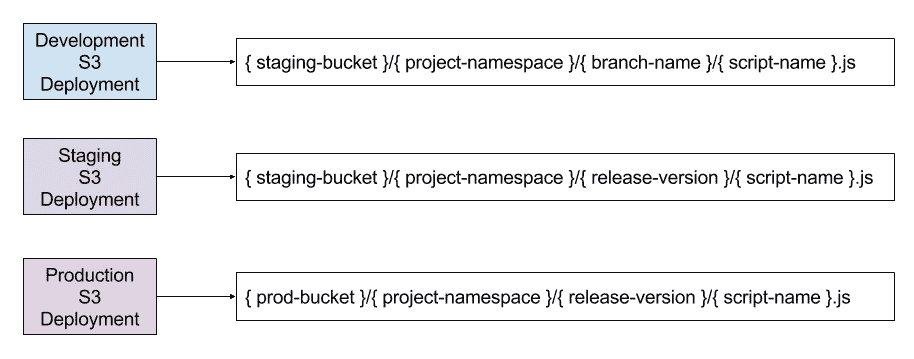 Development
S3
Deployment
{ staging-bucket }/{ project-namespace }/{ branch-name }/{ script-name }.js
Staging
S3
Deployment
{ staging-bucket }/{ project-namespace }/{ release-version }/{ script-name }.js
Production
S3
Deployment
{ prod-bucket }/{ project-namespace }/{ release-version }/{ script-name }.js